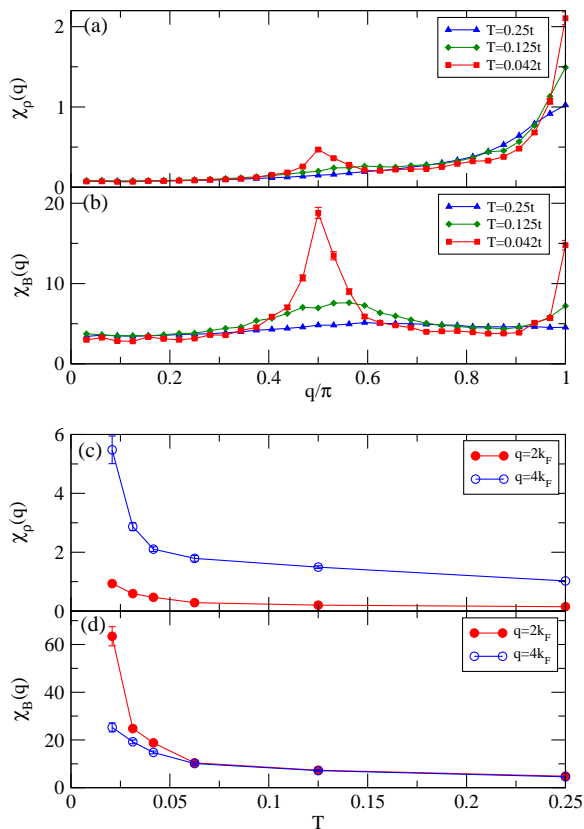 (a)
T=0.25t
T=0.125t
T=0.042t
χρ(q)
2
1
0
(b)
T=0.25t
T=0.125t
T=0.042t
χB(q)
20
10
0
0 0.2 0.4 0.6 0.8 1
q/π
(c)
q=2kF
q=4kF
χρ(q)
6
4
2
0
(d)
q=2kF
q=4kF
χB(q)
60
40
20
0
0 0.05 0.1 0.15 0.2 0.25
T